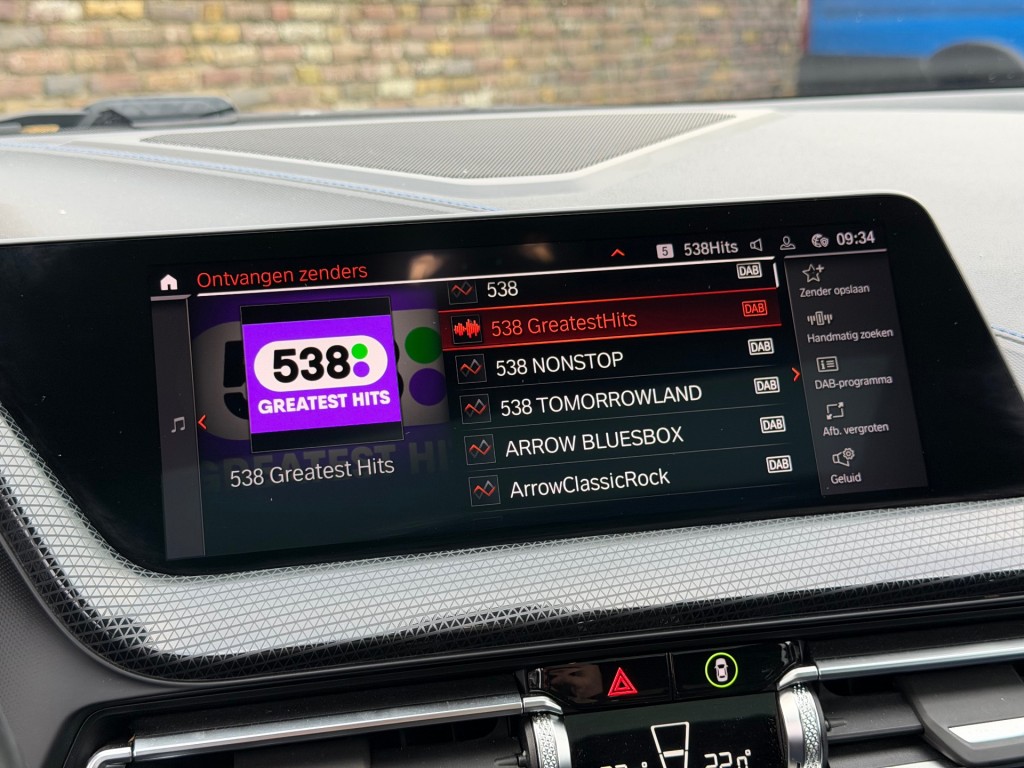 Ontvangen zenders
5 538Hits 09:34
538:
GREATEST HITS
538 Greatest Hits
538 DAB
538 GreatestHits DAB
538 NONSTOP DAB
538 TOMORROWLAND DAB
ARROW BLUESBOX DAB
ArrowClassicRock DAB
Zender opslaan
Handmatig zoeken
DAB-programma
Afb. vergroten
Geluid